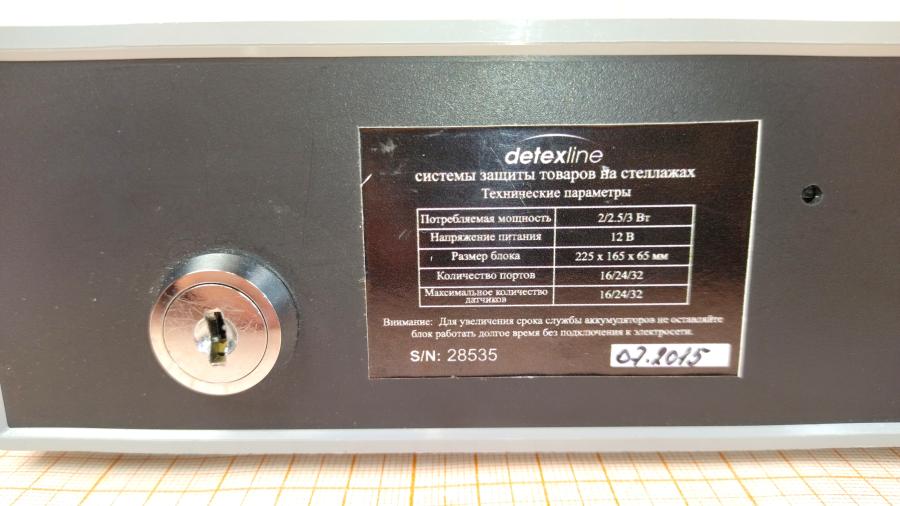 detexline
системы защиты товаров на стеллажах
Технические параметры
Потребляемая мощность 2/2.5/3 Вт
Напряжение питания 12 В
Размер блока 225 х 165 х 65 мм
Количество портов 16/24/32
Максимальное количество
датчиков 16/24/32
Внимание: Для увеличения срока службы аккумуляторов не оставляйте
блок работать долгое время без подключения к электросети.
S/N: 28535 07.2015